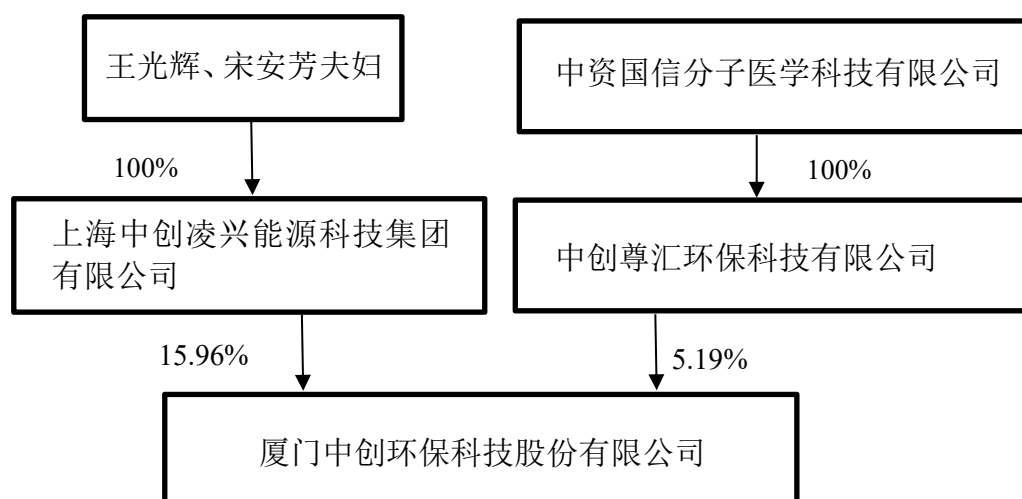 王光辉、宋安芳夫妇
中资国信分子医学科技有限公司
100%
100%
上海中创凌兴能源科技集团
有限公司
中创尊汇环保科技有限公司
15.96%
5.19%
厦门中创环保科技股份有限公司